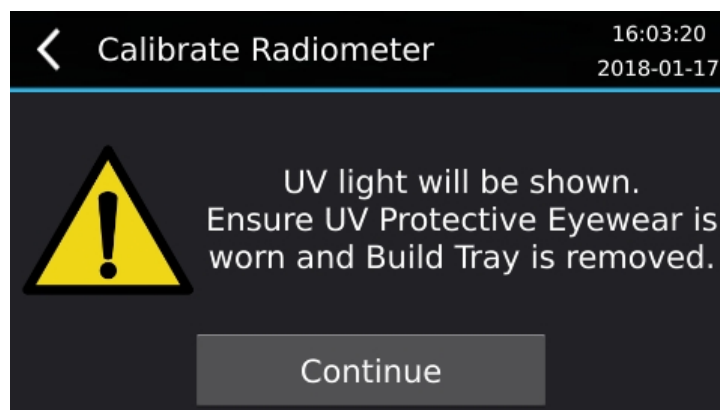 Calibrate Radiometer
16:03:20
2018-01-17
UV light will be shown.
Ensure UV Protective Eyewear is
worn and Build Tray is removed.
Continue